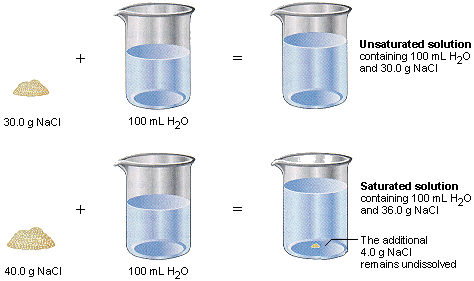 +
=
Unsaturated solution
containing 100 mL H₂O
and 30.0 g NaCl
30.0 g NaCl
100 mL H₂O
+
=
Saturated solution
containing 100 mL H₂O
and 36.0 g NaCl
The additional
4.0 g NaCl
remains undissolved
40.0 g NaCl
100 mL H₂O